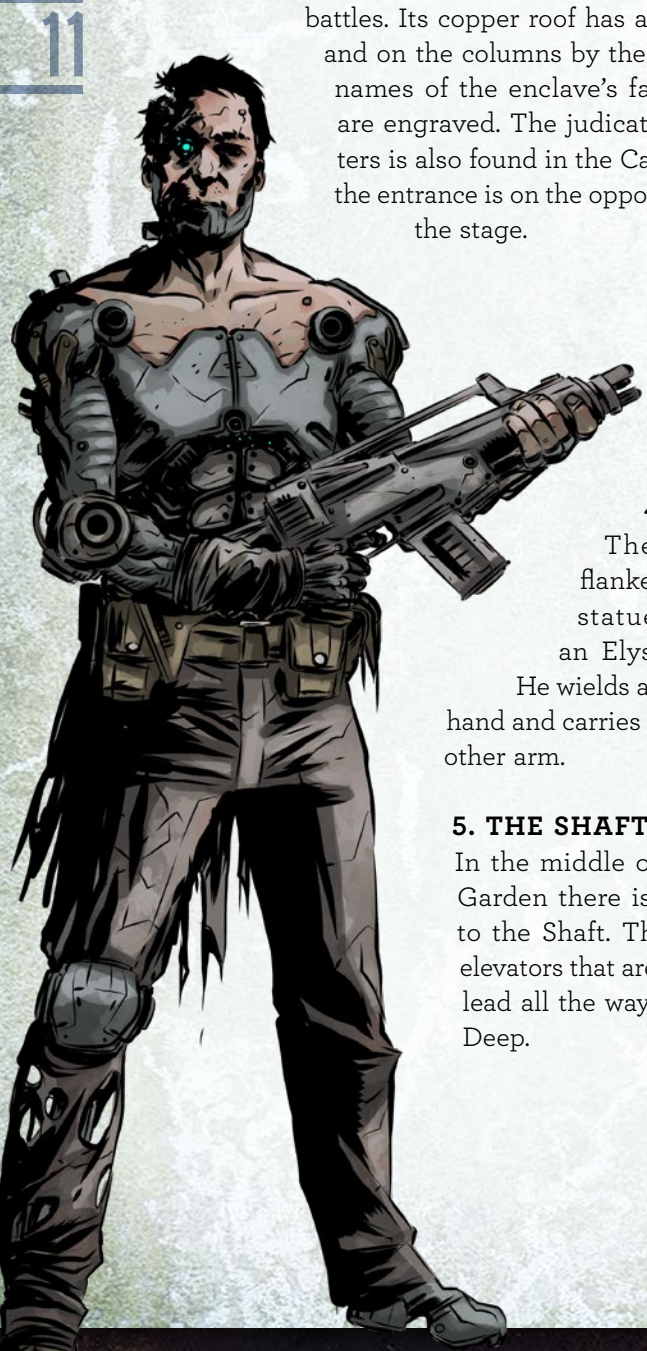 11
battles. Its copper roof has a
and on the columns by the
names of the enclave’s fa
are engraved. The judicat
ters is also found in the Ca
the entrance is on the oppo
the stage.
The
flanke
statue
an Elys
He wields a
hand and carries
other arm.
5. THE SHAFT
In the middle o
Garden there is
to the Shaft. Th
elevators that are
lead all the way
Deep.